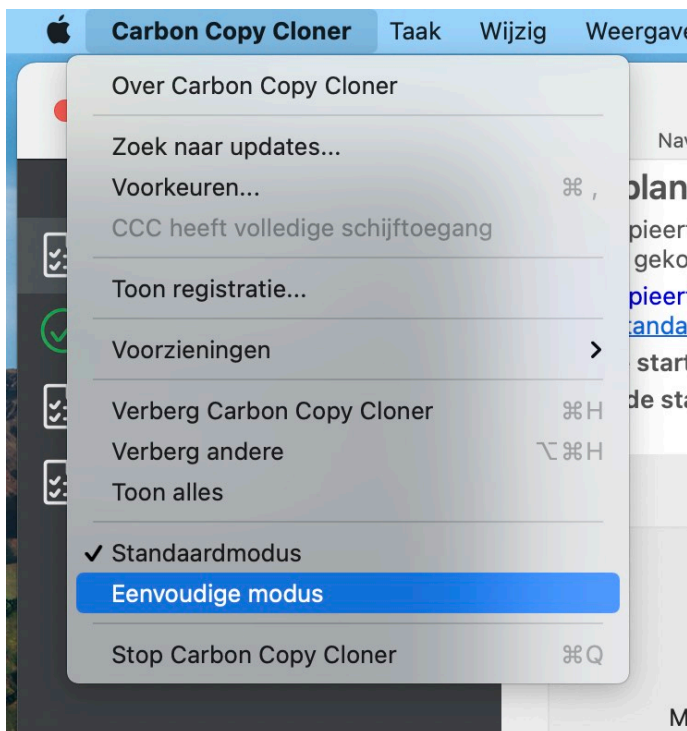 Carbon Copy Cloner Taak Wijzig Weergave
Over Carbon Copy Cloner
Zoek naar updates...
Voorkeuren... ⌘ ,
CCC heeft volledige schijftoegang
Toon registratie...
Voorzieningen
Verberg Carbon Copy Cloner ⌘H
Verberg andere ⌥⌘H
Toon alles
✓ Standaardmodus
Eenvoudige modus
Stop Carbon Copy Cloner ⌘Q